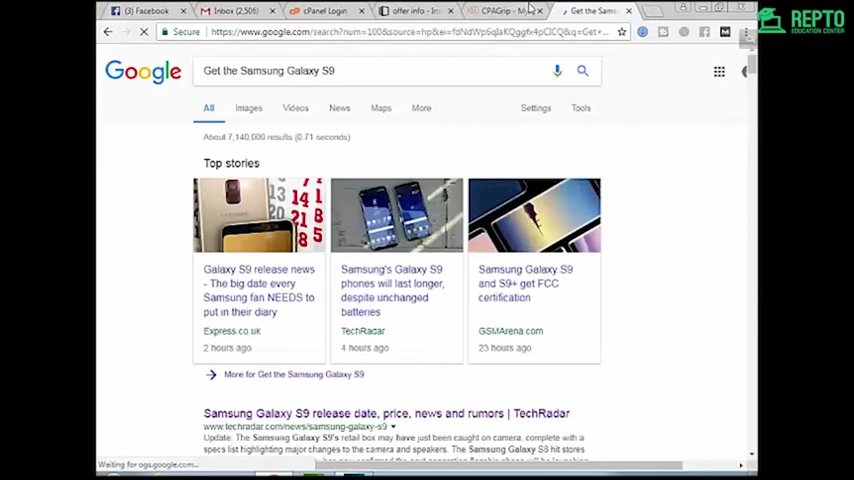 (3) Facebook
Inbox (2,506)
cPanel Login
offer info - In
CPAGrip - My
Get the Sams
REPTO
EDUCATION CENTER
Secure
Google
Get the Samsung Galaxy S9
All
Images
Videos
News
Maps
More
Settings
Tools
About 7,140,000 results (0.71 seconds)
Top stories
Galaxy S9 release news
- The big date every
Samsung fan NEEDS to
put in their diary
Express.co.uk
2 hours ago
Samsung's Galaxy S9
phones will last longer,
despite unchanged
batteries
TechRadar
4 hours ago
Samsung Galaxy S9
and S9+ get FCC
certification
GSMArena.com
23 hours ago
More for Get the Samsung Galaxy S9
Samsung Galaxy S9 release date, price, news and rumors | TechRadar
www.techradar.com/news/samsung-galaxy-s9
Update: The Samsung Galaxy S9's retail box may have just been caught on camera, complete with a
specs list highlighting major changes to the camera and speakers. The Samsung Galaxy S8 hit stores
Waiting for ogs.google.com...